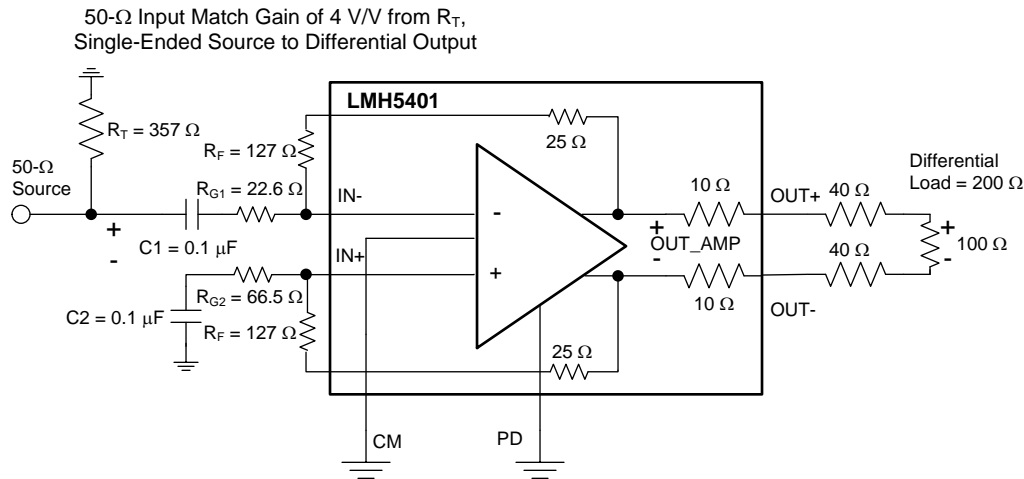 50-Ω Input Match Gain of 4 V/V from R_T,
Single-Ended Source to Differential Output
LMH5401
R_T = 357 Ω
25 Ω
R_F = 127 Ω
50-Ω
Source
R_G1 = 22.6 Ω
IN-
-
10 Ω
OUT+
40 Ω
Differential
Load = 200 Ω
+
-
C1 = 0.1 μF
IN+
+
+
OUT_AMP
-
+
100 Ω
-
R_G2 = 66.5 Ω
10 Ω
40 Ω
C2 = 0.1 μF
R_F = 127 Ω
OUT-
25 Ω
CM
PD